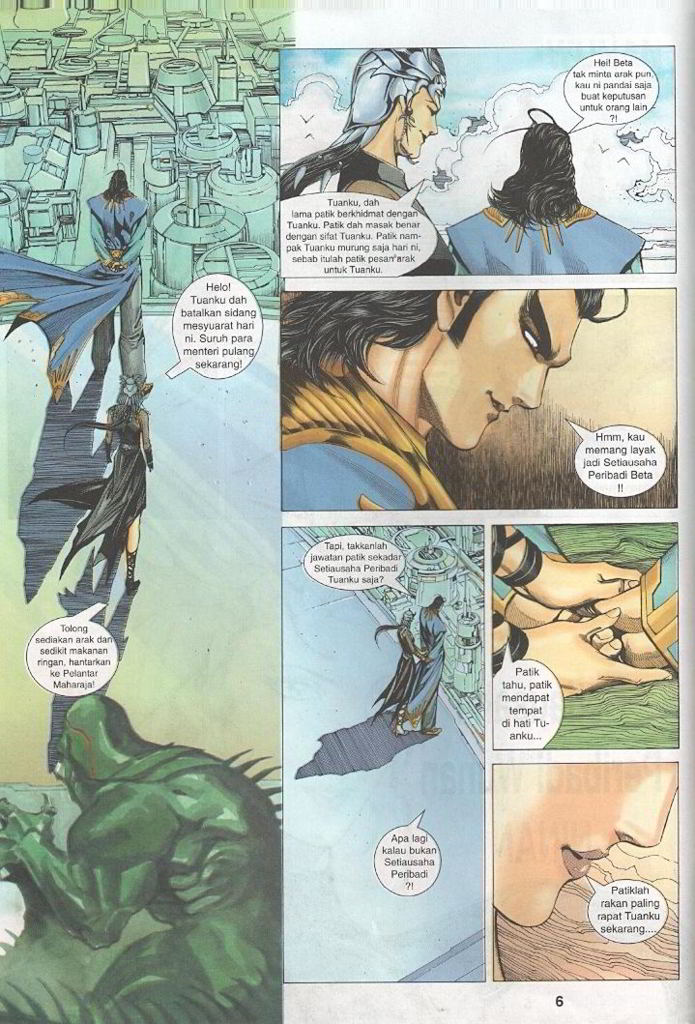 Helo!
Tuanku dah
batalkan sidang
mesyuarat hari
ni. Suruh para
menteri pulang
sekarang!
Tolong
sediakan arak dan
sedikit makanan
ringan, hantarkan
ke Pelantar
Maharaja!
Tuanku, dah
lama patik berkhidmat dengan
Tuanku. Patik dah masak benar
dengan sifat Tuanku. Patik nam-
pak Tuanku murung saja hari ni,
sebab itulah patik pesan arak
untuk Tuanku.
Hei! Beta
tak minta arak pun,
kau ni pandai saja
buat keputusan
untuk orang lain
?!
Hmm, kau
memang layak
jadi Setiausaha
Peribadi Beta
!!
Tapi, takkanlah
jawatan patik sekadar
Setiausaha Peribadi
Tuanku saja?
Apa lagi
kalau bukan
Setiausaha
Peribadi
?!
Patik
tahu, patik
mendapat
tempat
di hati Tu-
anku...
Patiklah
rakan paling
rapat Tuanku
sekarang....
6